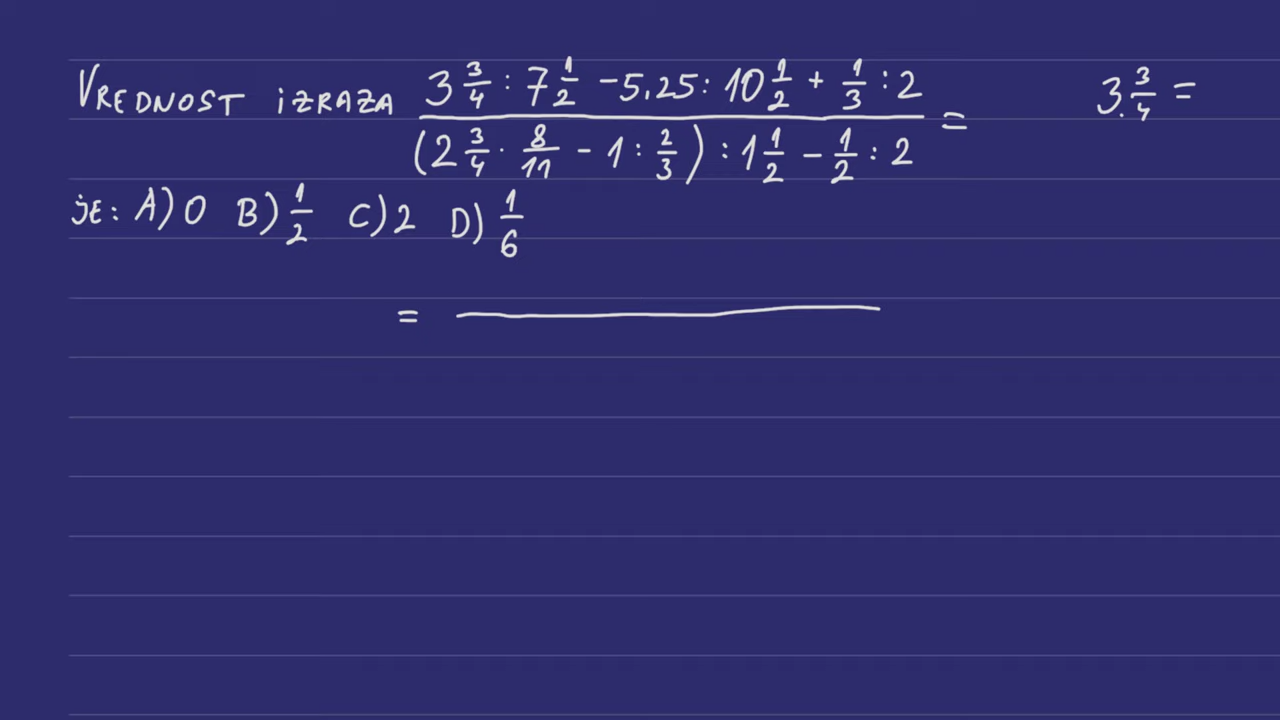 VREDNOST IZRAZA (3 3/4 : 7 1/2 - 5,25 : 10 1/2 + 1/3 : 2) / ((2 3/4 · 8/11 - 1 : 2/3) : 1 1/2 - 1/2 : 2) =
3 3/4 =
JE: A) 0 B) 1/2 C) 2 D) 1/6
=